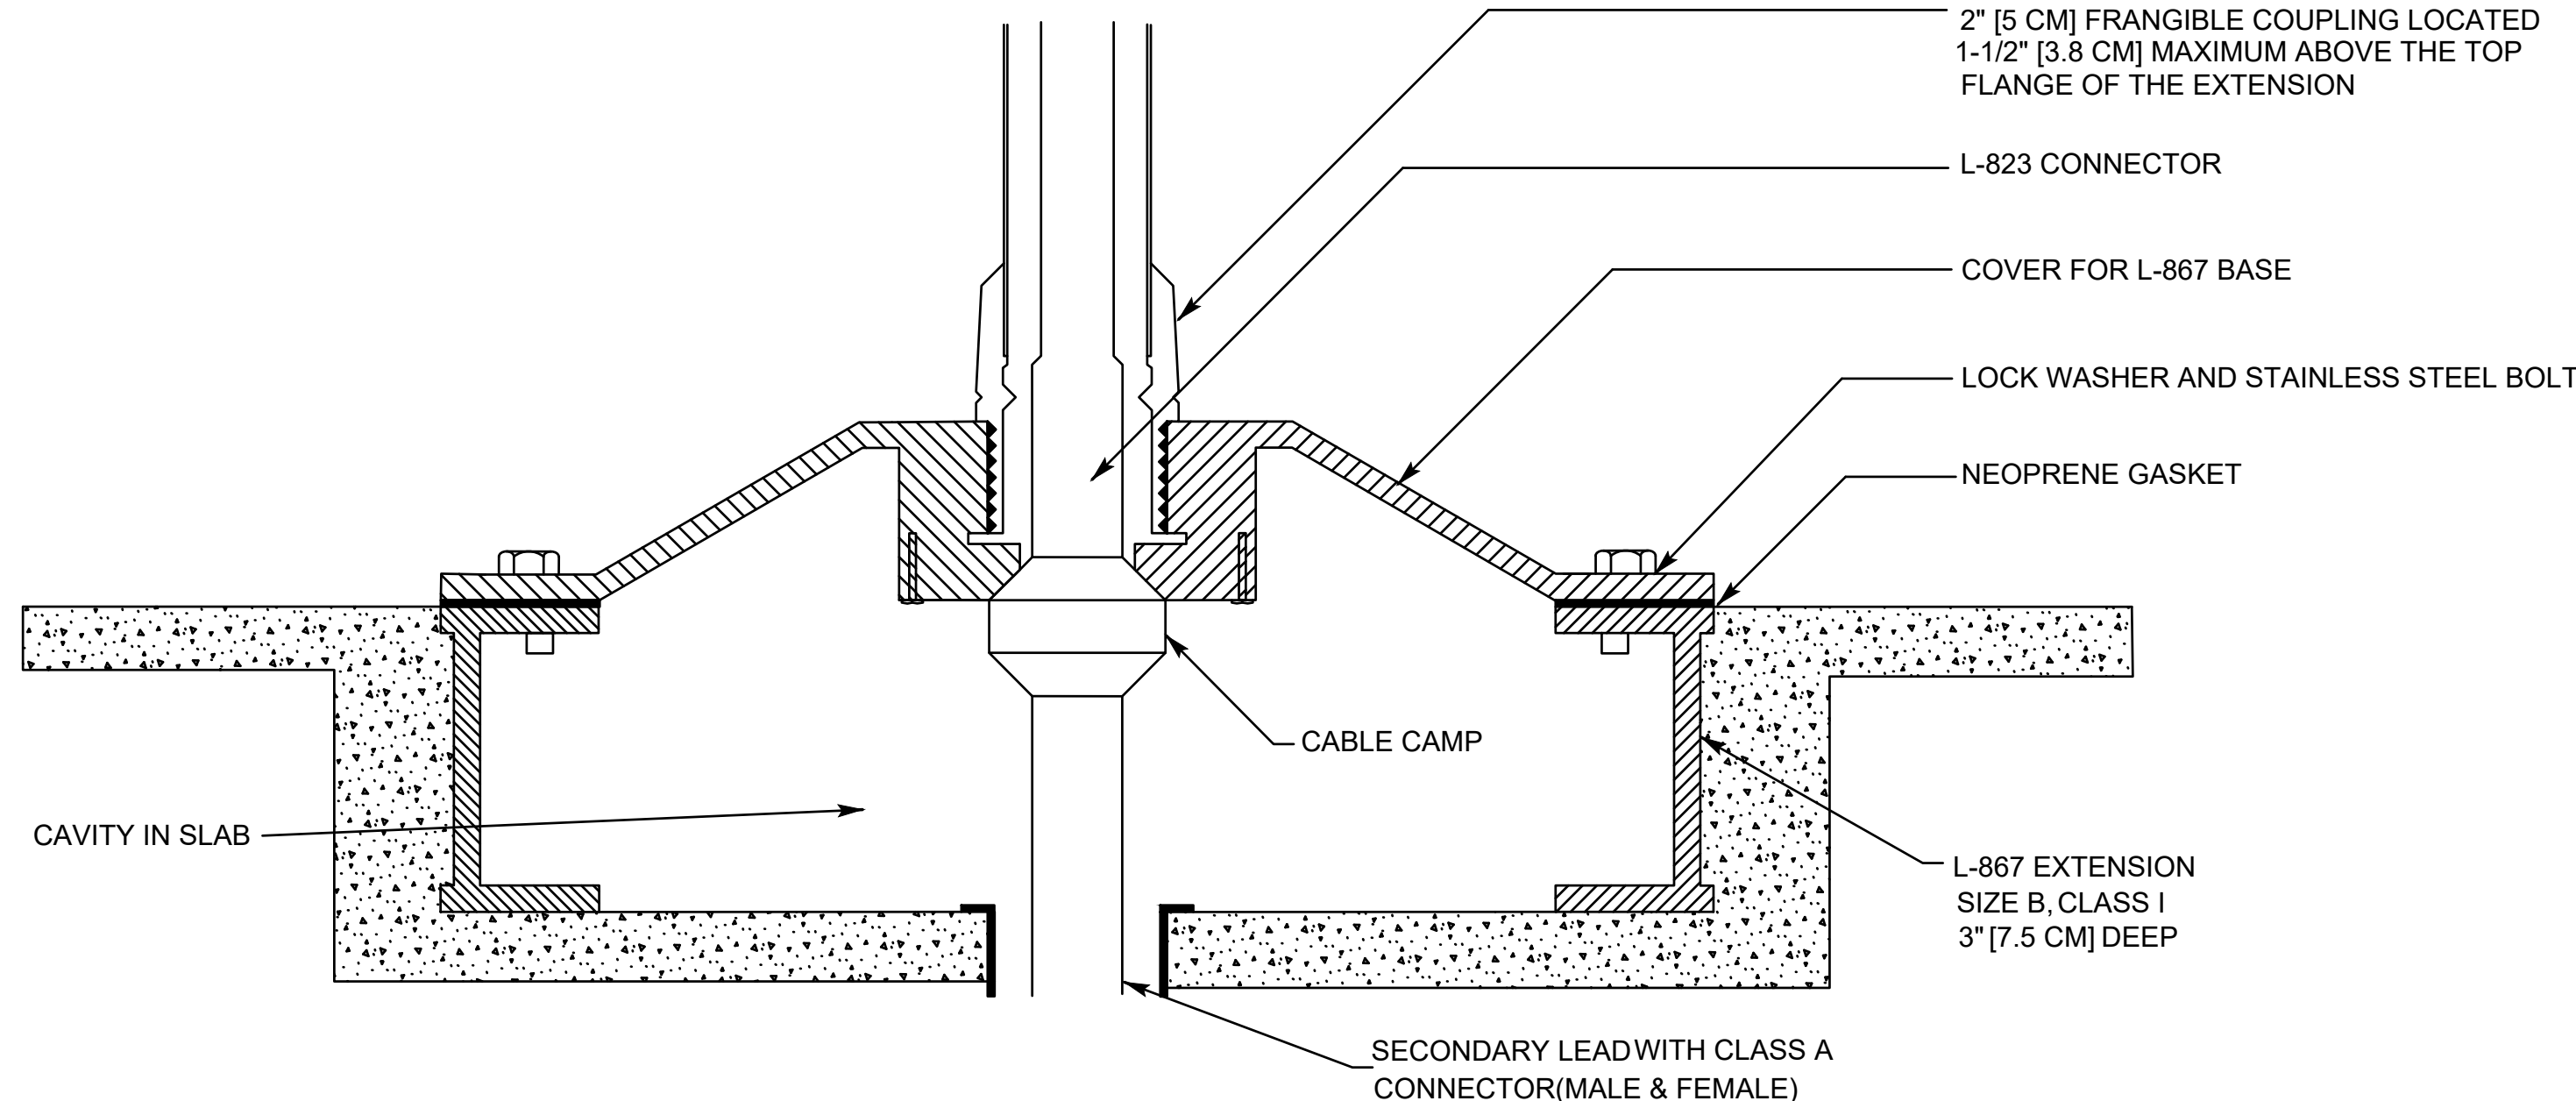 2" [5 CM] FRANGIBLE COUPLING LOCATED
1-1/2" [3.8 CM] MAXIMUM ABOVE THE TOP
FLANGE OF THE EXTENSION
L-823 CONNECTOR
COVER FOR L-867 BASE
LOCK WASHER AND STAINLESS STEEL BOLT
NEOPRENE GASKET
CABLE CAMP
CAVITY IN SLAB
L-867 EXTENSION
SIZE B, CLASS I
3" [7.5 CM] DEEP
SECONDARY LEAD WITH CLASS A
CONNECTOR(MALE & FEMALE)